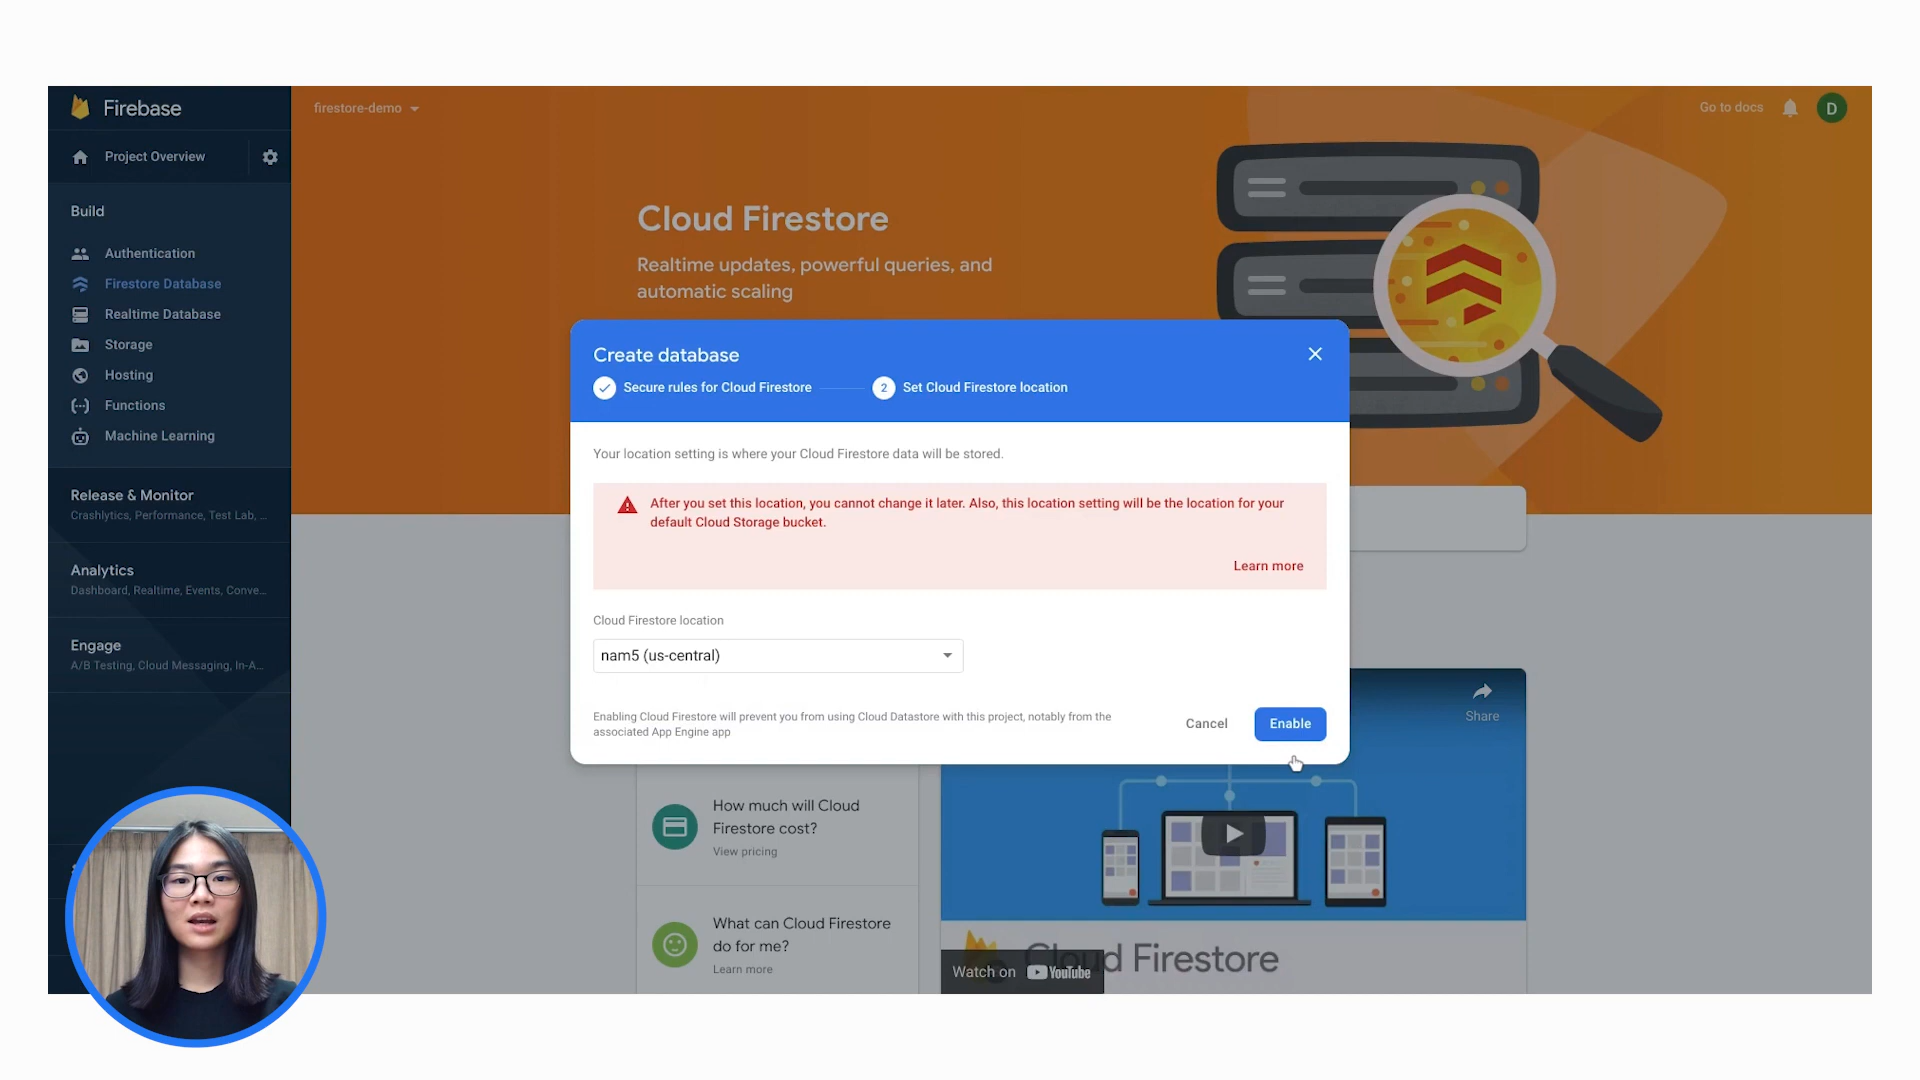 Firebase
Project Overview
Build
Authentication
Firestore Database
Realtime Database
Storage
Hosting
Functions
Machine Learning
Release & Monitor
Crashlytics, Performance, Test Lab, ...
Analytics
Dashboard, Realtime, Events, Conve...
Engage
A/B Testing, Cloud Messaging, In-A...
firestore-demo
Go to docs
D
Cloud Firestore
Realtime updates, powerful queries, and
automatic scaling
Create database
Secure rules for Cloud Firestore
2 Set Cloud Firestore location
Your location setting is where your Cloud Firestore data will be stored.
After you set this location, you cannot change it later. Also, this location setting will be the location for your
default Cloud Storage bucket.
Learn more
Cloud Firestore location
nam5 (us-central)
Enabling Cloud Firestore will prevent you from using Cloud Datastore with this project, notably from the
associated App Engine app
Cancel
Enable
Share
How much will Cloud
Firestore cost?
View pricing
What can Cloud Firestore
do for me?
Learn more
Cloud Firestore
Watch on YouTube